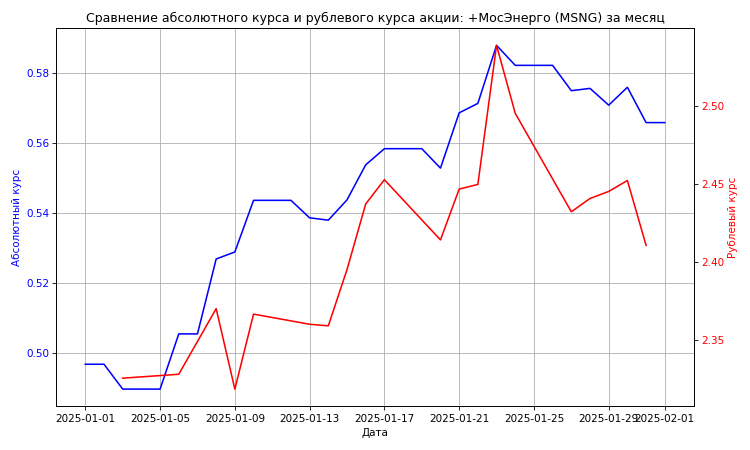 Сравнение абсолютного курса и рублевого курса акции: +МосЭнерго (MSNG) за месяц
0.58
0.56
0.54
0.52
0.50
Абсолютный курс
2.50
2.45
2.40
2.35
Рублевый курс
2025-01-01 2025-01-05 2025-01-09 2025-01-13 2025-01-17 2025-01-21 2025-01-25 2025-01-29 2025-02-01
Дата